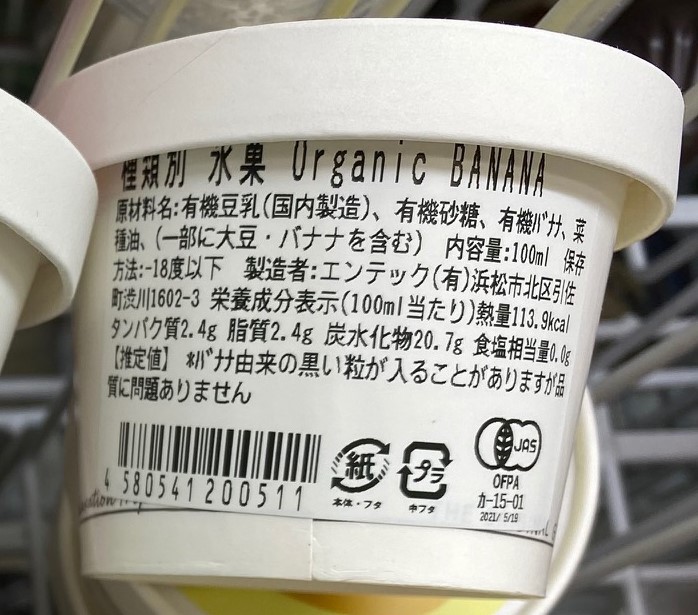 種類別 氷菓 Organic BANANA
原材料名:有機豆乳(国内製造)、有機砂糖、有機ﾊﾞﾅﾅ、菜
種油、(一部に大豆・バナナを含む) 内容量:100ml 保存
方法:-18度以下 製造者:エンテック(有)浜松市北区引佐
町渋川1602-3 栄養成分表示(100ml当たり)熱量113.9kcal
タンパク質2.4g 脂質2.4g 炭水化物20.7g 食塩相当量0.0g
【推定値】 *ﾊﾞﾅﾅ由来の黒い粒が入ることがありますが品
質に問題ありません
4 580541 200511
紙
本体・フタ
プラ
中フタ
JAS
OFPA
カ-15-01
2021/ 5/19